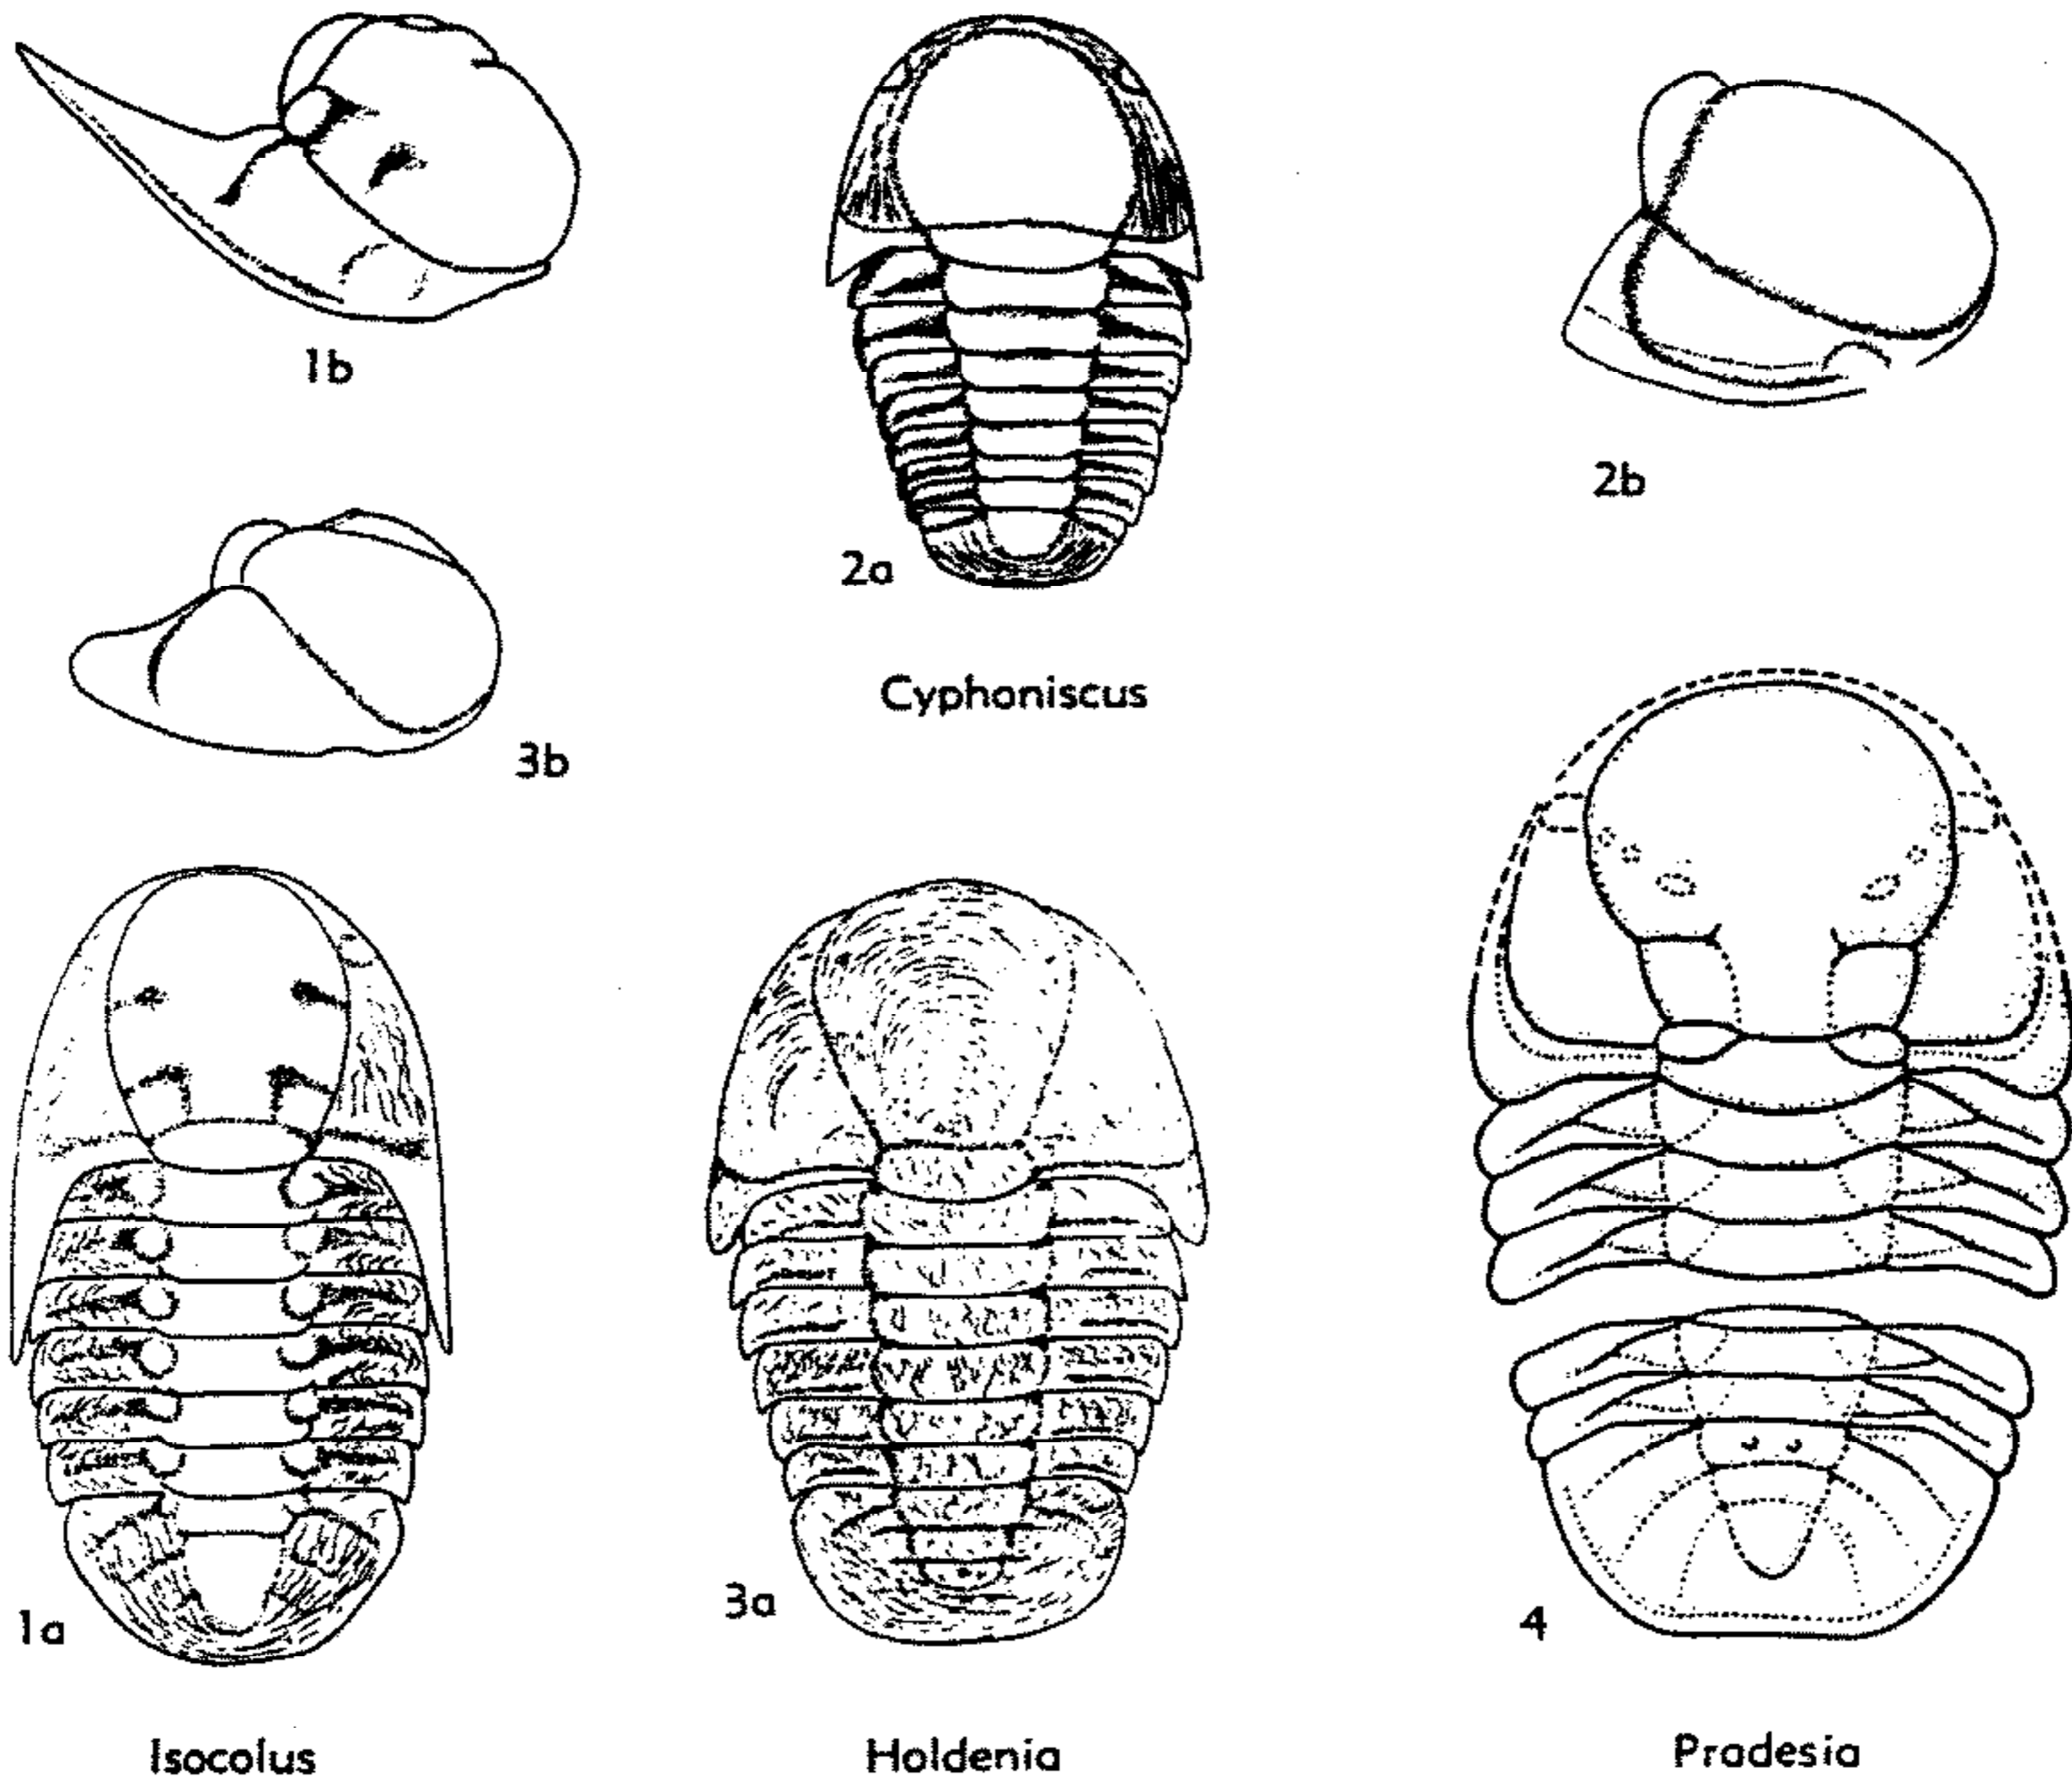 1b
2b
2a
Cyphoniscus
3b
1a
3a
4
Isocolus
Holdenia
Pradesia